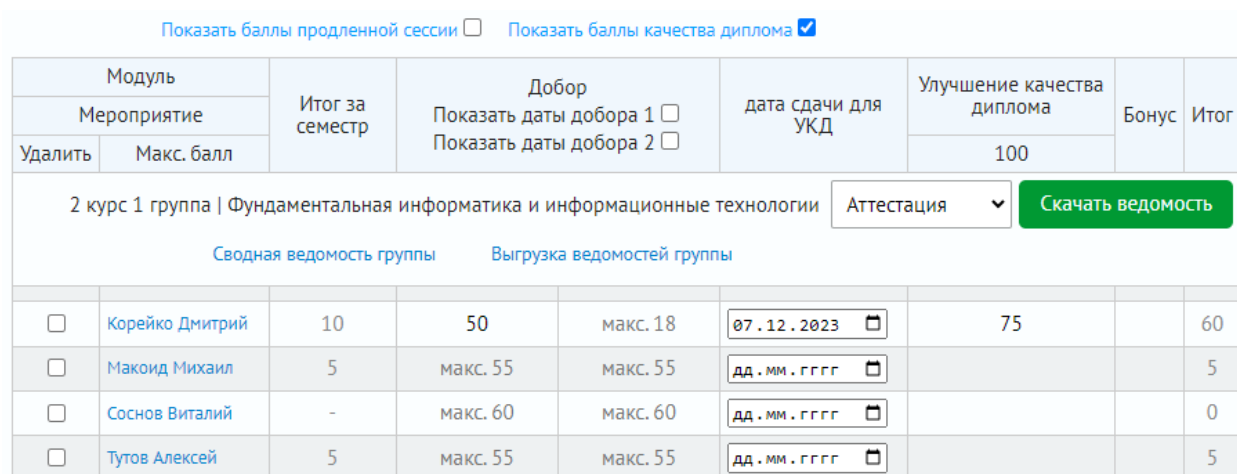 Показать баллы продленной сессии Показать баллы качества диплома
Модуль
Мероприятие
Удалить Макс. балл
Итог за
семестр
Добор
Показать даты добора 1
Показать даты добора 2
дата сдачи для
УКД
Улучшение качества
диплома
100
Бонус Итог
2 курс 1 группа | Фундаментальная информатика и информационные технологии Аттестация Скачать ведомость
Сводная ведомость группы Выгрузка ведомостей группы
Корейко Дмитрий 10 50 макс. 18 07.12.2023 75 60
Макоид Михаил 5 макс. 55 макс. 55 дд.мм.гггг 5
Соснов Виталий - макс. 60 макс. 60 дд.мм.гггг 0
Тутов Алексей 5 макс. 55 макс. 55 дд.мм.гггг 5